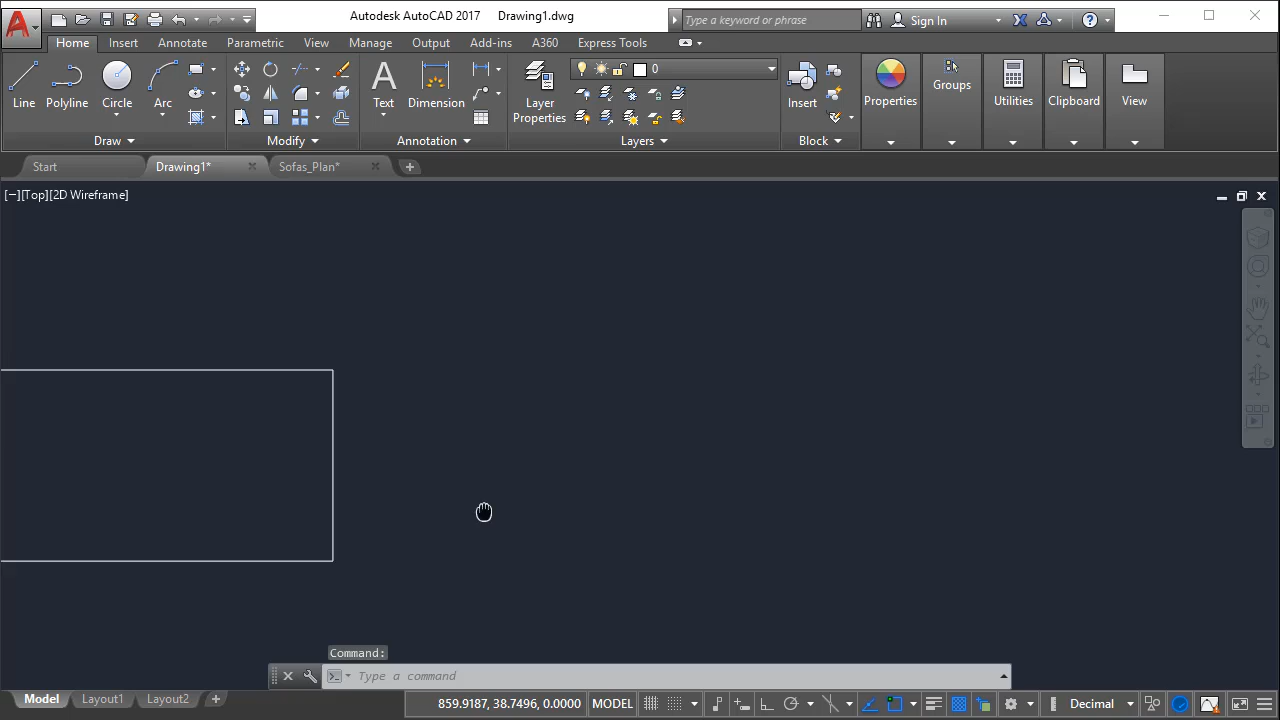 Autodesk AutoCAD 2017 Drawing1.dwg
Type a keyword or phrase
Sign In
Home Insert Annotate Parametric View Manage Output Add-ins A360 Express Tools
Line Polyline Circle Arc
Text Dimension
Layer
Properties
0
Insert
Properties
Groups
Utilities
Clipboard
View
Draw Modify Annotation Layers Block
Start Drawing1* Sofas_Plan*
[−][Top][2D Wireframe]
Command:
Type a command
Model Layout1 Layout2
859.9187, 38.7496, 0.0000 MODEL Decimal